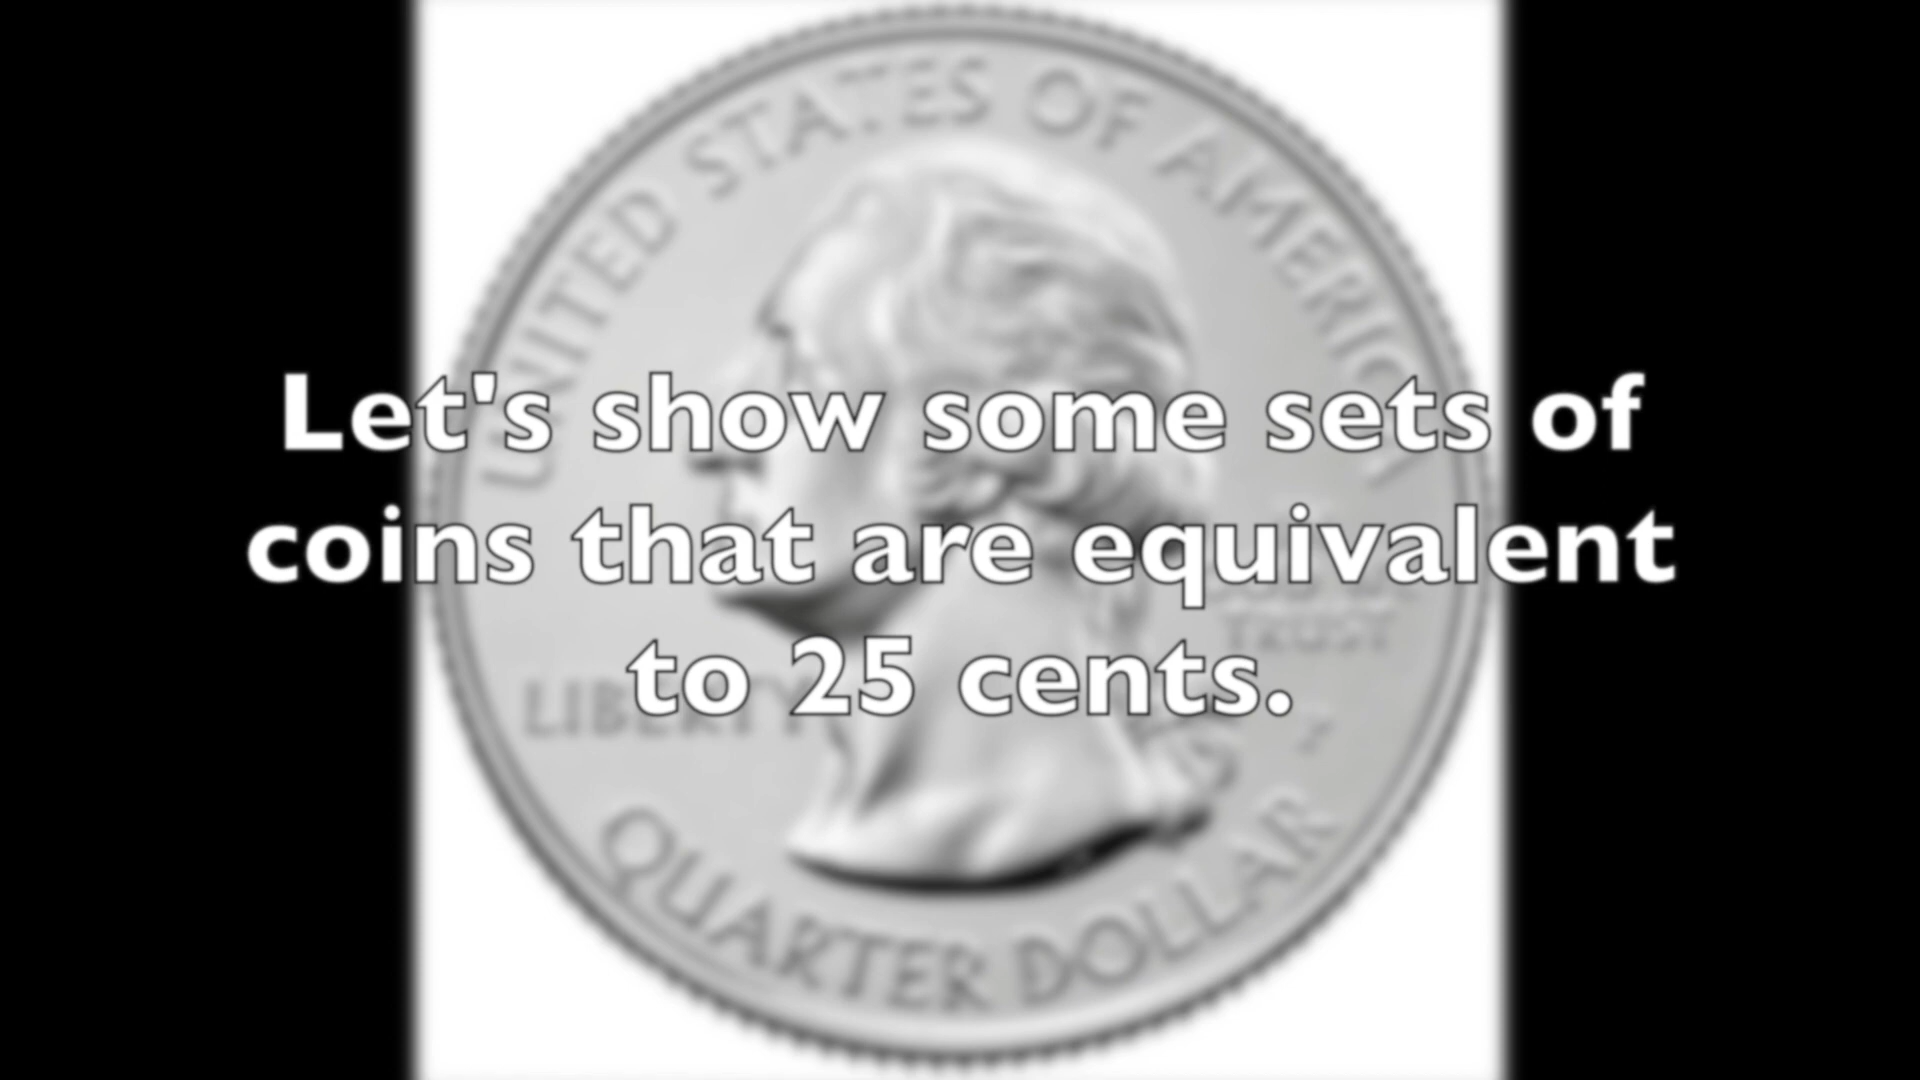 UNITED STATES OF AMERICA
Let's show some sets of
coins that are equivalent
to 25 cents.
TRUST
LIBERTY
QUARTER DOLLAR